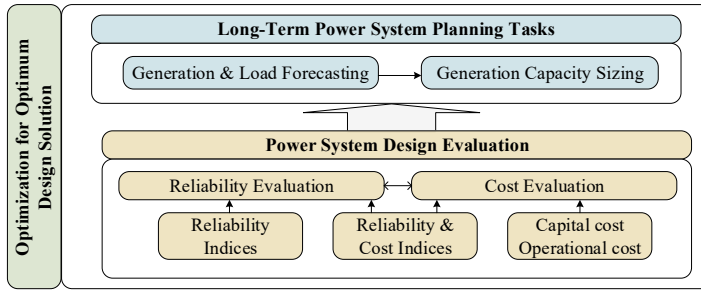 Optimization for Optimum
Design Solution
Long-Term Power System Planning Tasks
Generation & Load Forecasting
Generation Capacity Sizing
Power System Design Evaluation
Reliability Evaluation
Cost Evaluation
Reliability
Indices
Reliability &
Cost Indices
Capital cost
Operational cost